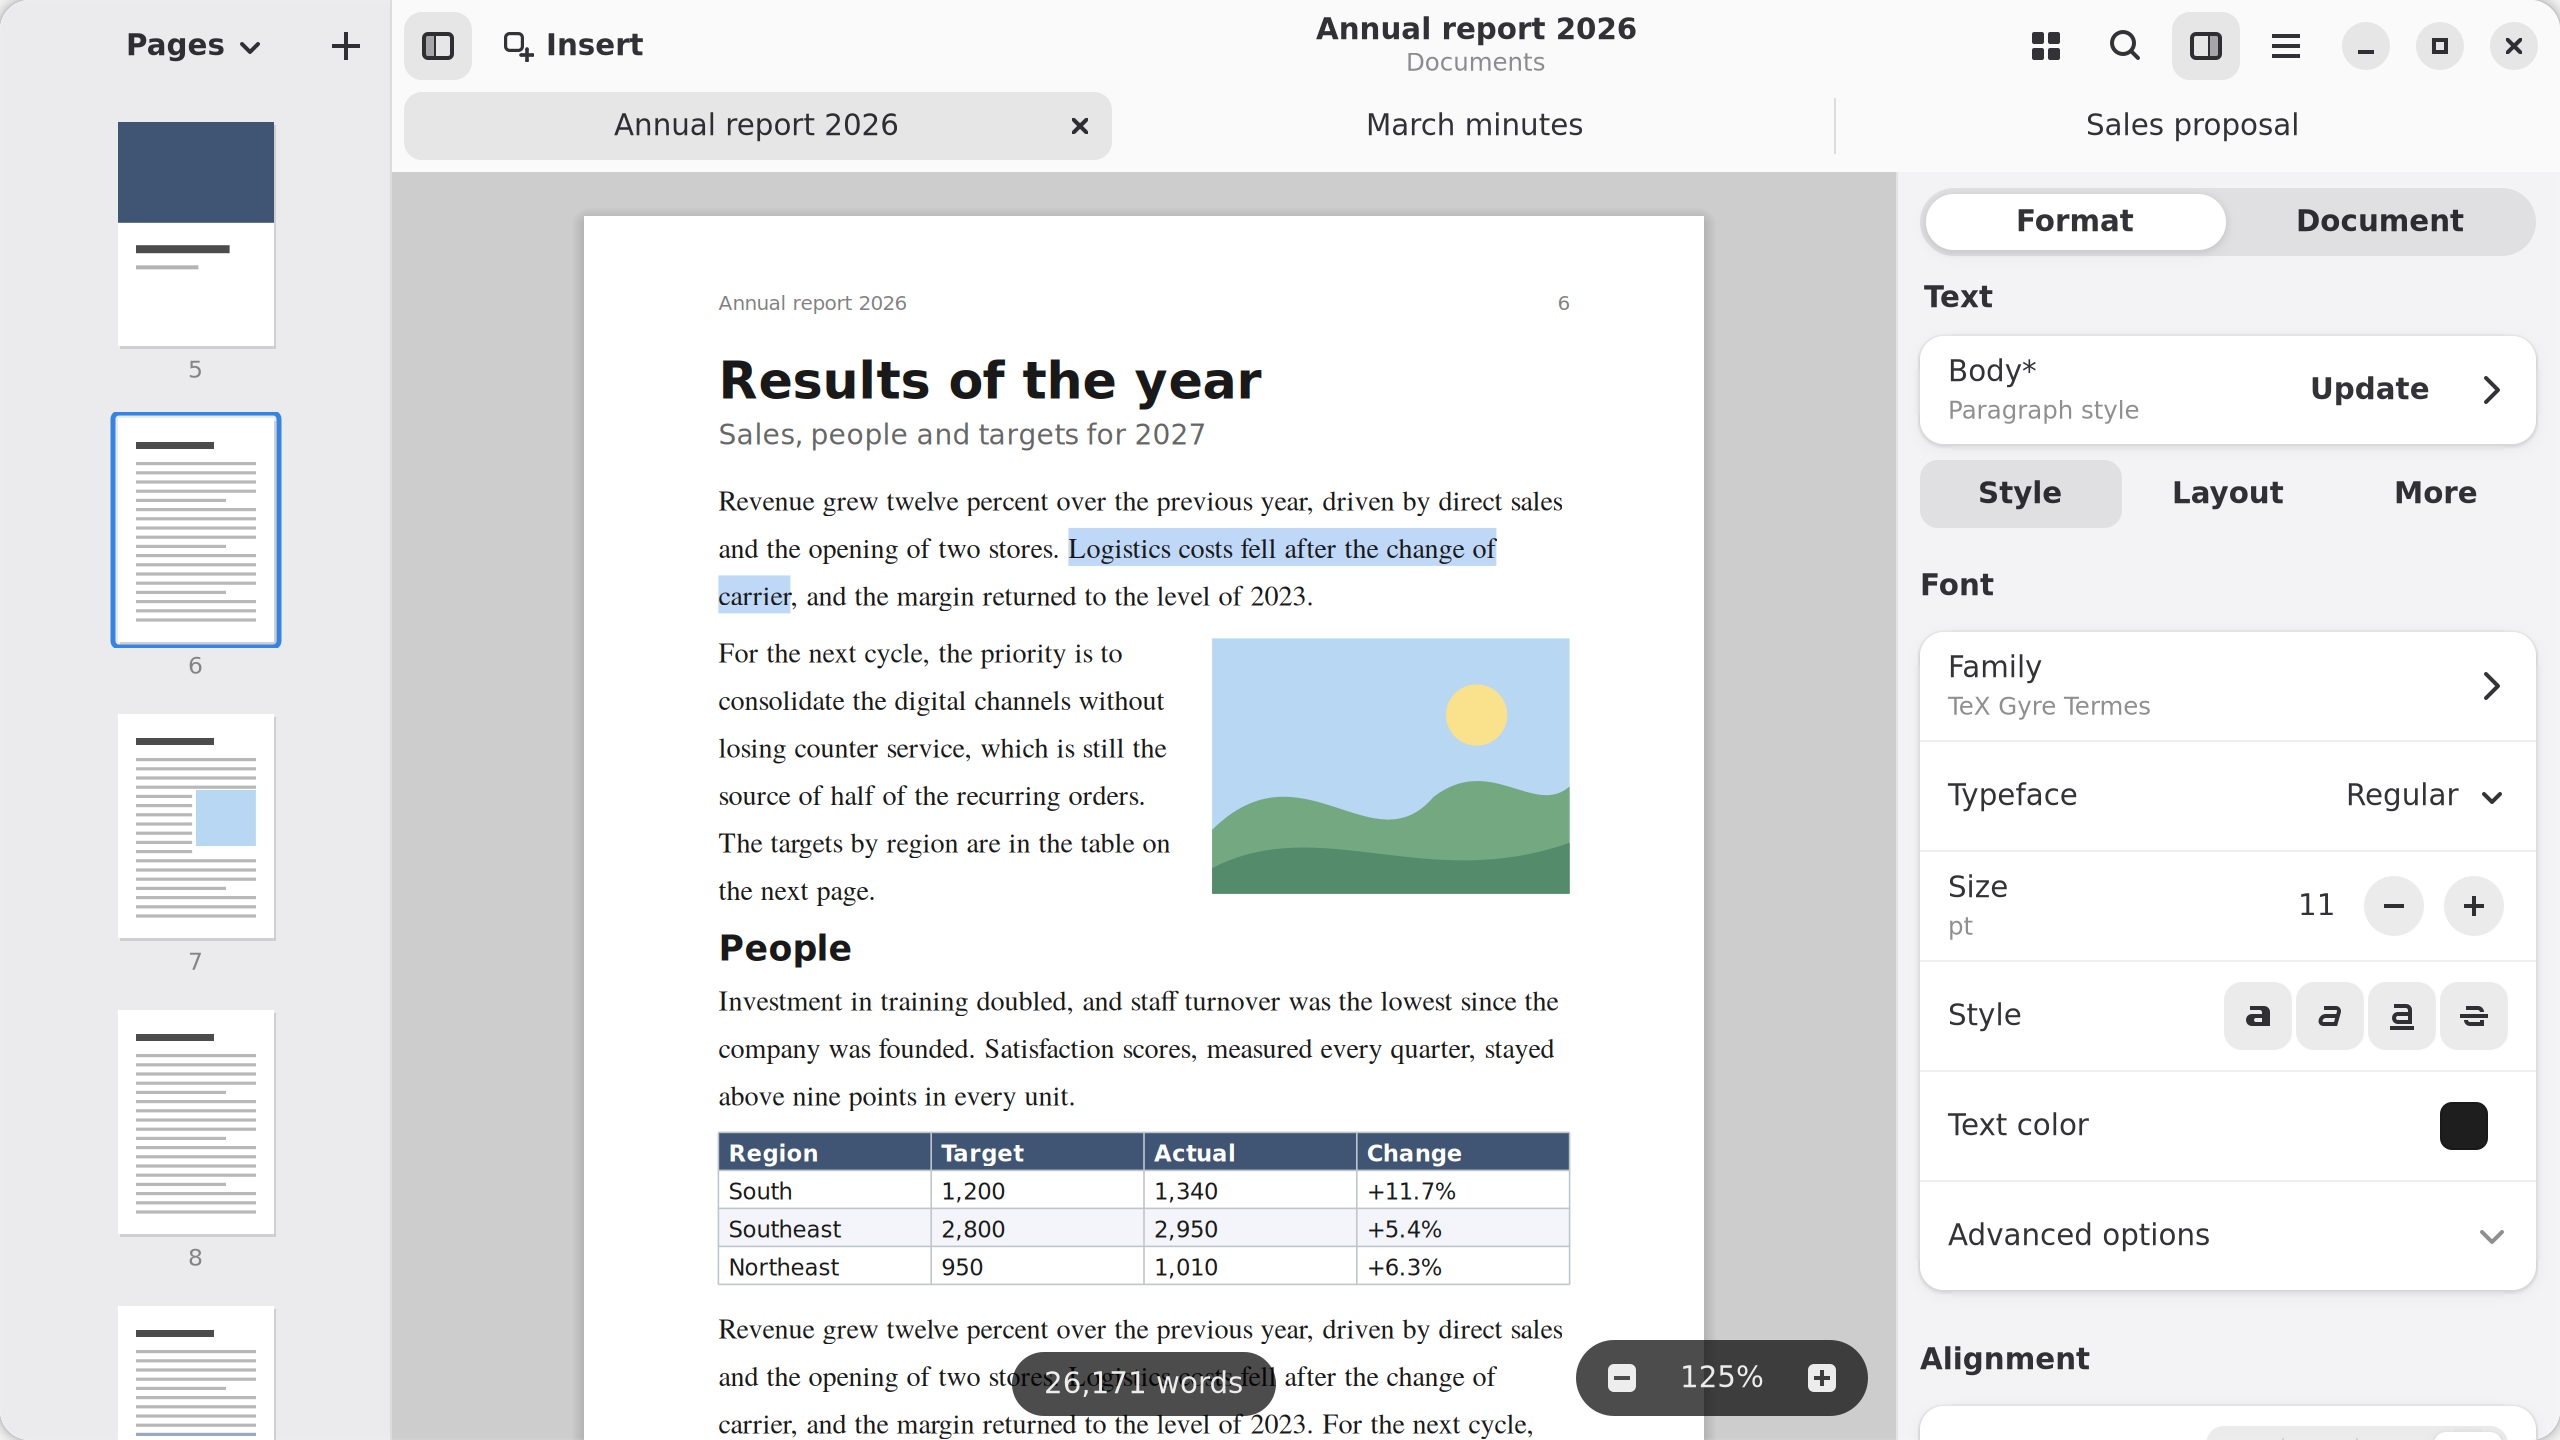 Pages
Insert
Annual report 2026
Documents
Annual report 2026
March minutes
Sales proposal
5
6
7
8
Annual report 2026
6
Results of the year
Sales, people and targets for 2027
Revenue grew twelve percent over the previous year, driven by direct sales
and the opening of two stores. Logistics costs fell after the change of
carrier, and the margin returned to the level of 2023.
For the next cycle, the priority is to
consolidate the digital channels without
losing counter service, which is still the
source of half of the recurring orders.
The targets by region are in the table on
the next page.
People
Investment in training doubled, and staff turnover was the lowest since the
company was founded. Satisfaction scores, measured every quarter, stayed
above nine points in every unit.
Region Target Actual Change
South 1,200 1,340 +11.7%
Southeast 2,800 2,950 +5.4%
Northeast 950 1,010 +6.3%
Revenue grew twelve percent over the previous year, driven by direct sales
and the opening of two stores. Logistics costs fell after the change of
carrier, and the margin returned to the level of 2023. For the next cycle,
26,171 words
125%
Format
Document
Text
Body*
Paragraph style
Update
Style
Layout
More
Font
Family
TeX Gyre Termes
Typeface
Regular
Size
pt
11
Style
a a a S
Text color
Advanced options
Alignment